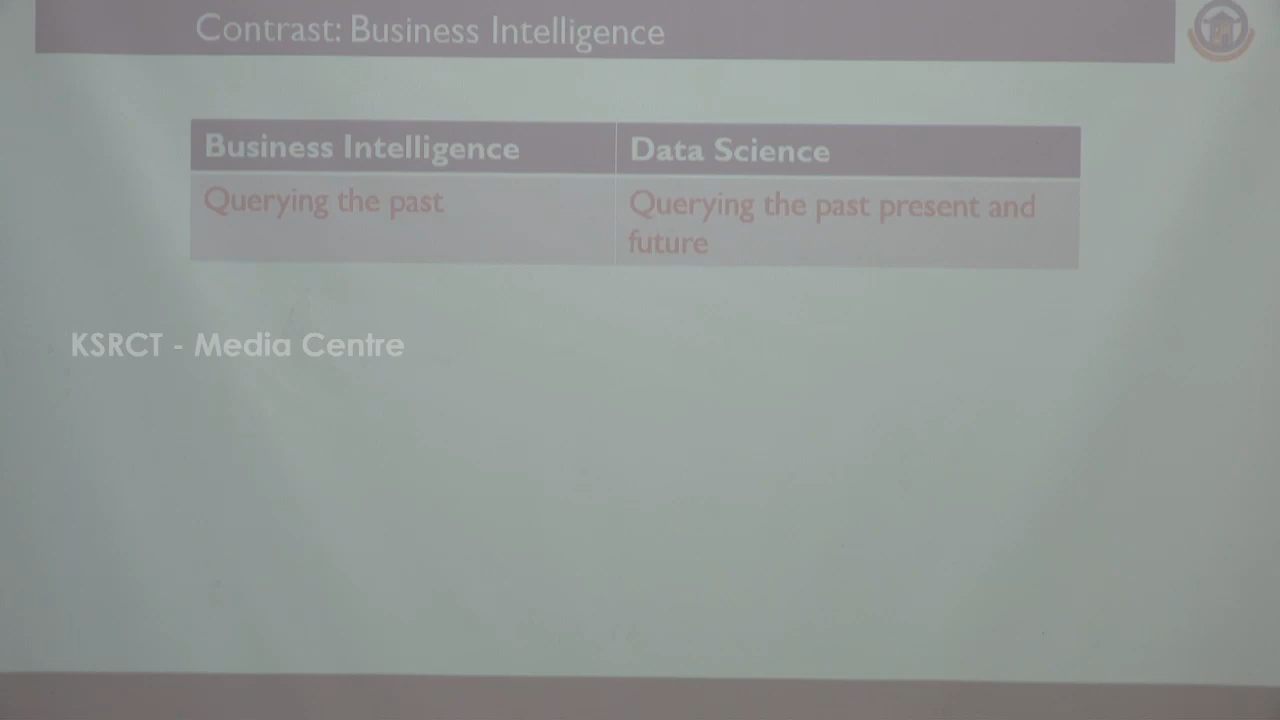 Contrast: Business Intelligence
Business Intelligence
Data Science
Querying the past
Querying the past present and
future
KSRCT - Media Centre